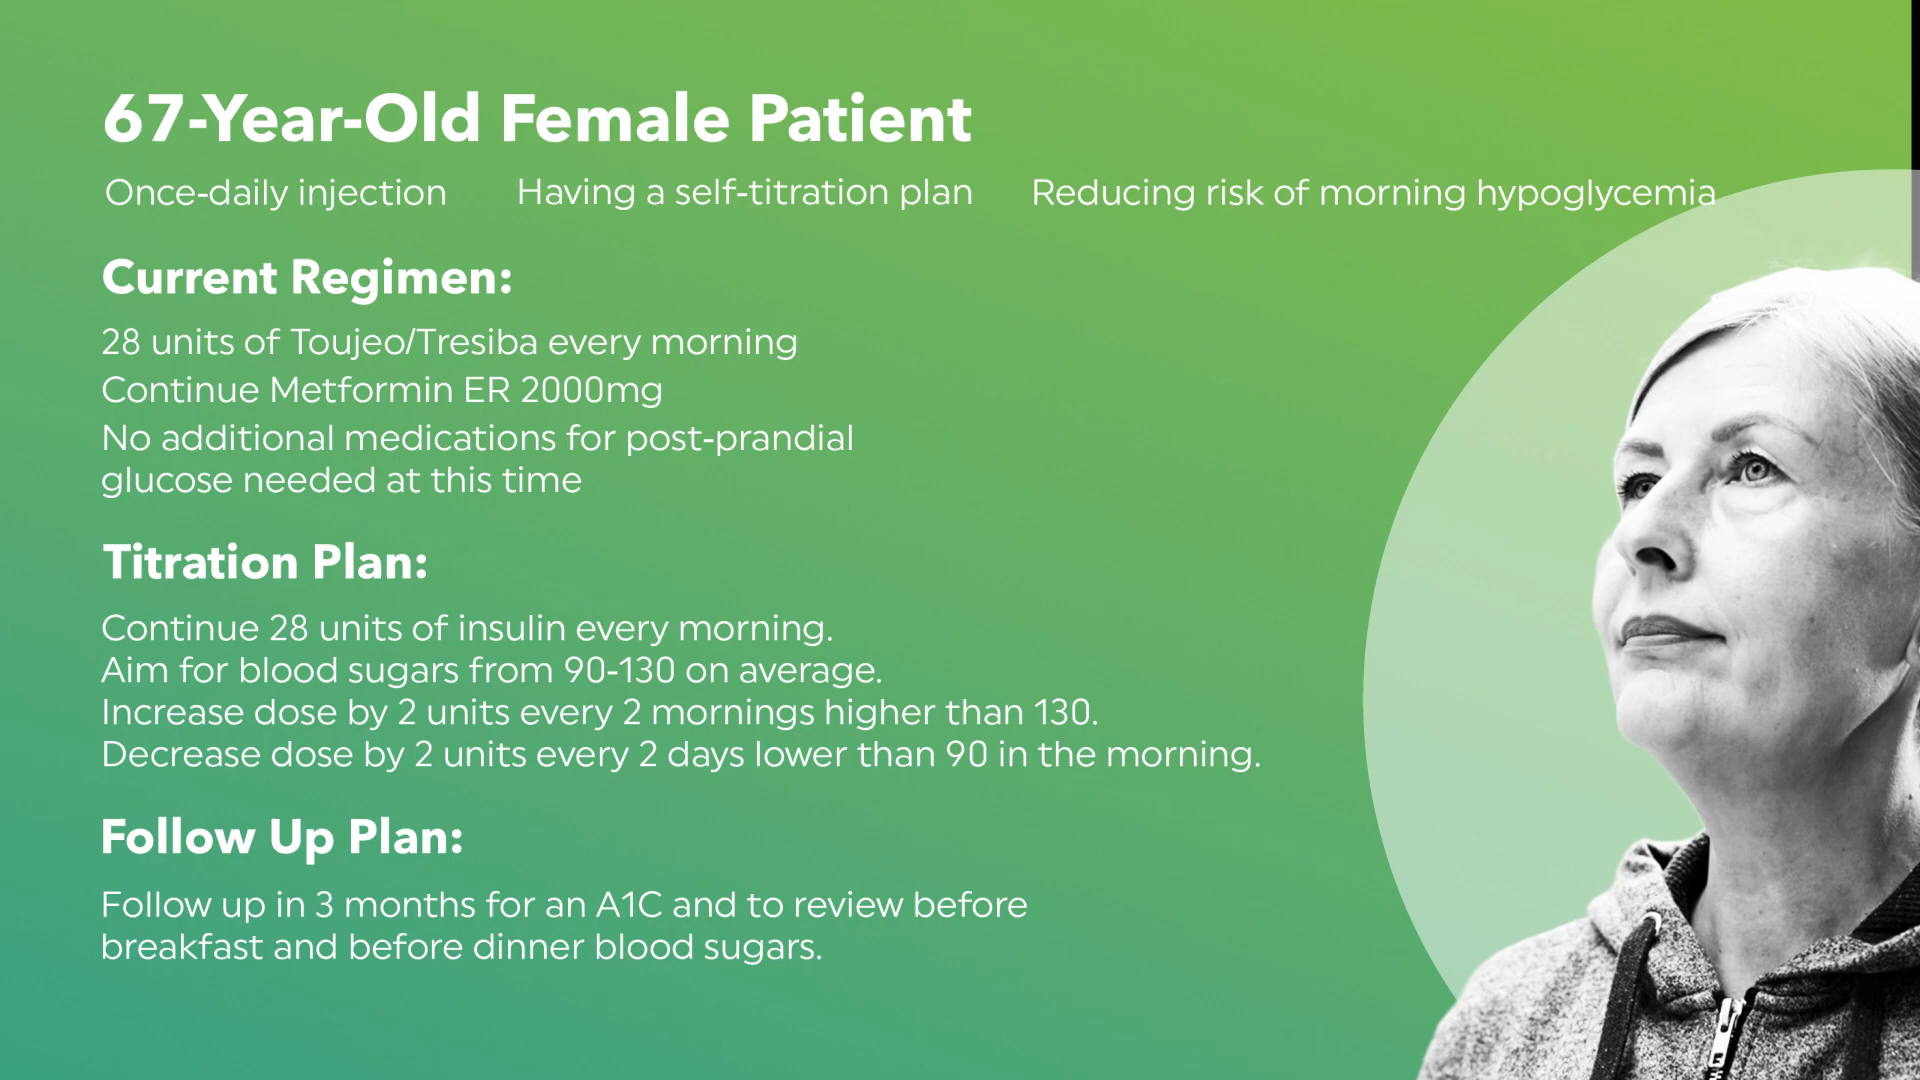 67-Year-Old Female Patient
Once-daily injection Having a self-titration plan Reducing risk of morning hypoglycemia
Current Regimen:
28 units of Toujeo/Tresiba every morning
Continue Metformin ER 2000mg
No additional medications for post-prandial
glucose needed at this time
Titration Plan:
Continue 28 units of insulin every morning.
Aim for blood sugars from 90-130 on average.
Increase dose by 2 units every 2 mornings higher than 130.
Decrease dose by 2 units every 2 days lower than 90 in the morning.
Follow Up Plan:
Follow up in 3 months for an A1C and to review before
breakfast and before dinner blood sugars.